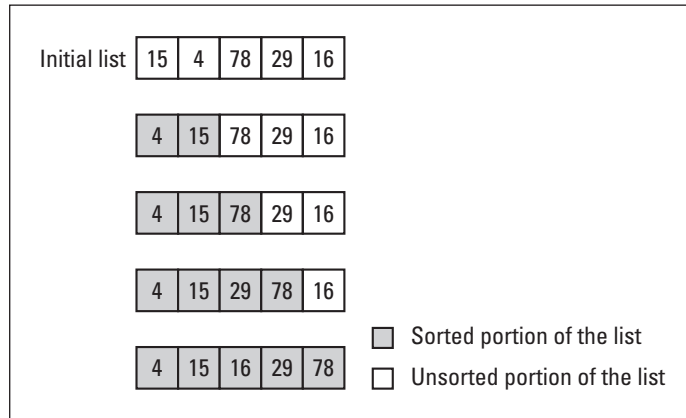 Initial list 15 4 78 29 16
4 15 78 29 16
4 15 78 29 16
4 15 29 78 16
4 15 16 29 78
Sorted portion of the list
Unsorted portion of the list